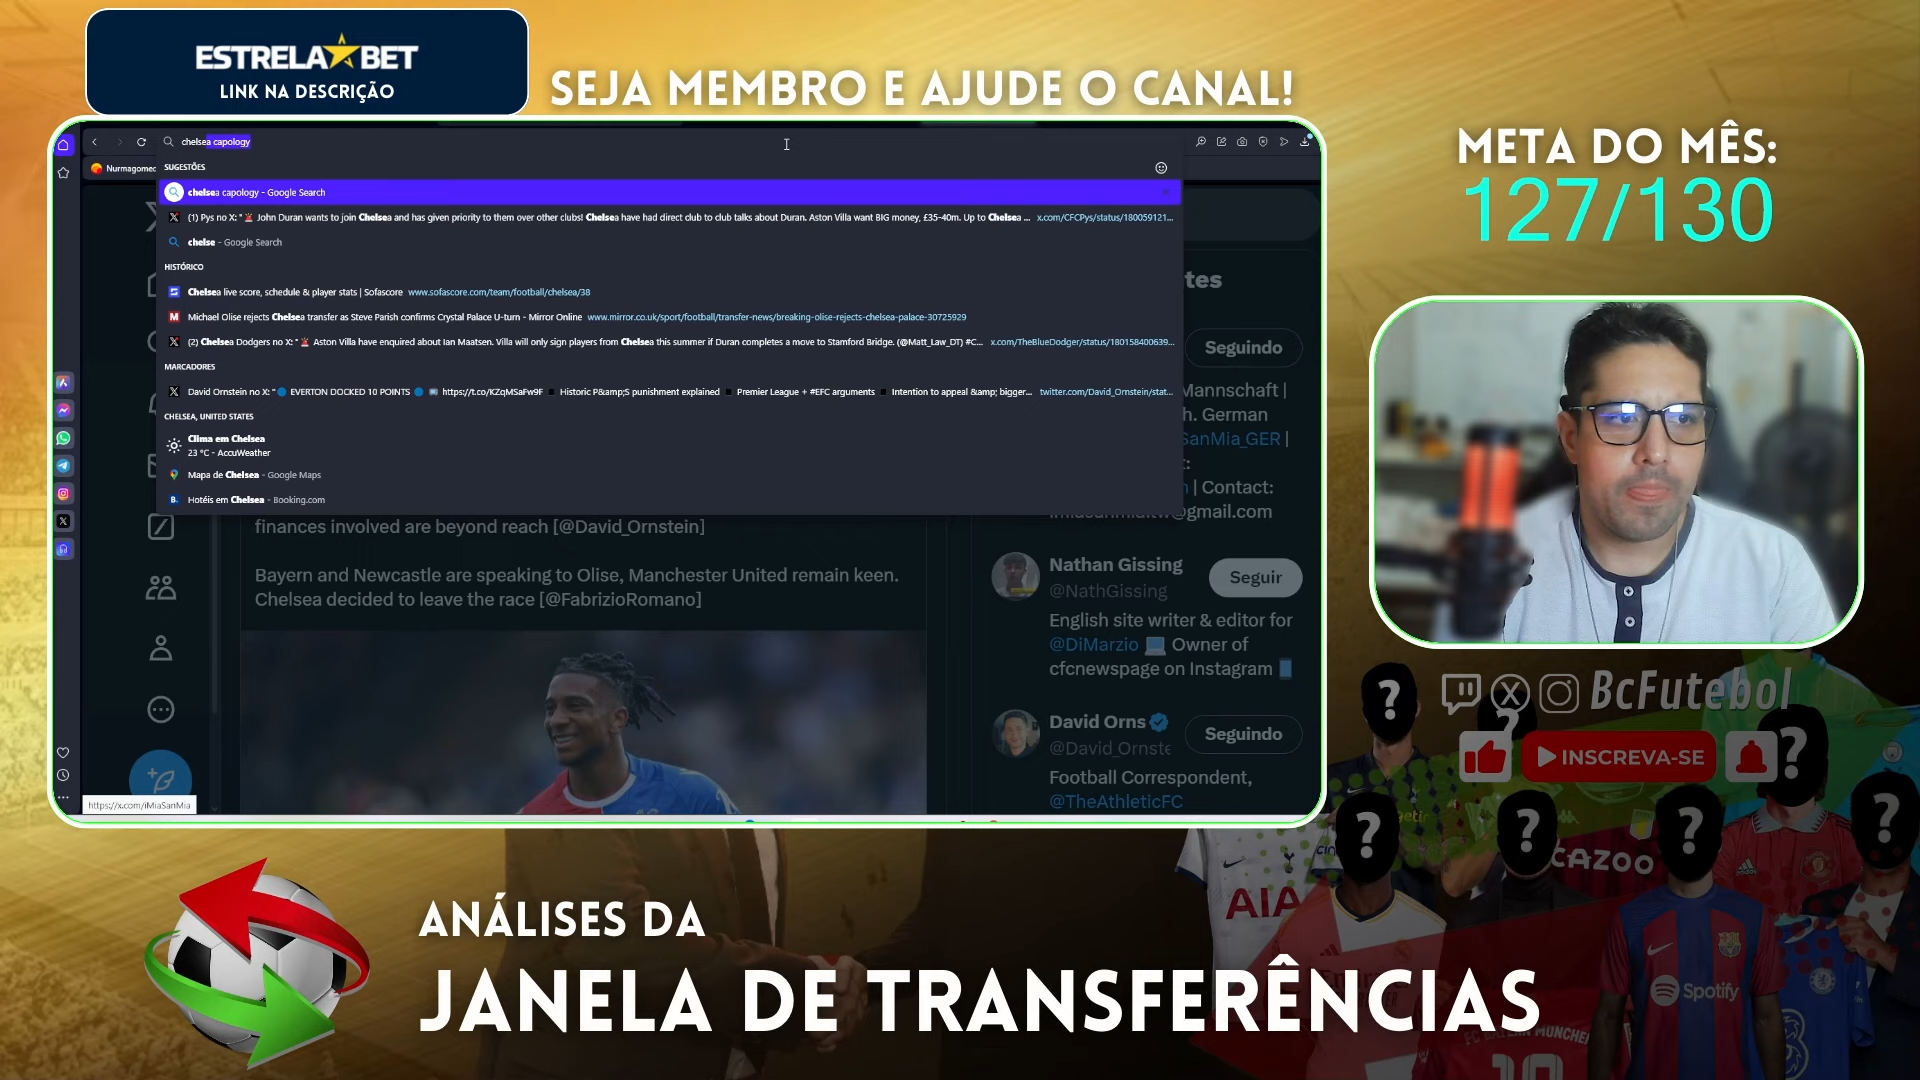 ESTRELA BET
LINK NA DESCRIÇÃO
SEJA MEMBRO E AJUDE O CANAL!
META DO MÊS:
127/130
chelsea capology
Nurmagomed
SUGESTÕES
chelsea capology - Google Search
(1) Pys no X: " John Duran wants to join Chelsea and has given priority to them over other clubs! Chelsea have had direct club to club talks about Duran. Aston Villa want BIG money, £35-40m. Up to Chelsea ... x.com/CFCPys/status/180059121...
chelse - Google Search
HISTÓRICO
Chelsea live score, schedule & player stats | Sofascore www.sofascore.com/team/football/chelsea/38
Michael Olise rejects Chelsea transfer as Steve Parish confirms Crystal Palace U-turn - Mirror Online www.mirror.co.uk/sport/football/transfer-news/breaking-olise-rejects-chelsea-palace-30725929
(2) Chelsea Dodgers no X: " Aston Villa have enquired about Ian Maatsen. Villa will only sign players from Chelsea this summer if Duran completes a move to Stamford Bridge. (@Matt_Law_DT) #C... x.com/TheBlueDodger/status/180158400639...
MARCADORES
David Ornstein no X: " EVERTON DOCKED 10 POINTS https://t.co/KZqMSaFw9F Historic P&amp;S punishment explained Premier League + #EFC arguments Intention to appeal &amp; bigger... twitter.com/David_Ornstein/stat...
CHELSEA, UNITED STATES
Clima em Chelsea
23 °C - AccuWeather
Mapa de Chelsea - Google Maps
Hotéis em Chelsea - Booking.com
tes
Seguindo
Mannschaft |
h. German
SanMia_GER |
t:
n | Contact:
@gmail.com
finances involved are beyond reach [@David_Ornstein]
Bayern and Newcastle are speaking to Olise, Manchester United remain keen.
Chelsea decided to leave the race [@FabrizioRomano]
Nathan Gissing
@NathGissing
Seguir
English site writer & editor for
@DiMarzio Owner of
cfcnewspage on Instagram
David Orns
@David_Ornste
Seguindo
Football Correspondent,
@TheAthleticFC
https://x.com/iMiaSanMia
BcFutebol
INSCREVA-SE
ANÁLISES DA
JANELA DE TRANSFERÊNCIAS
AIA
CAZOO
Spotify
FC BAYERN MÜNCHEN
10